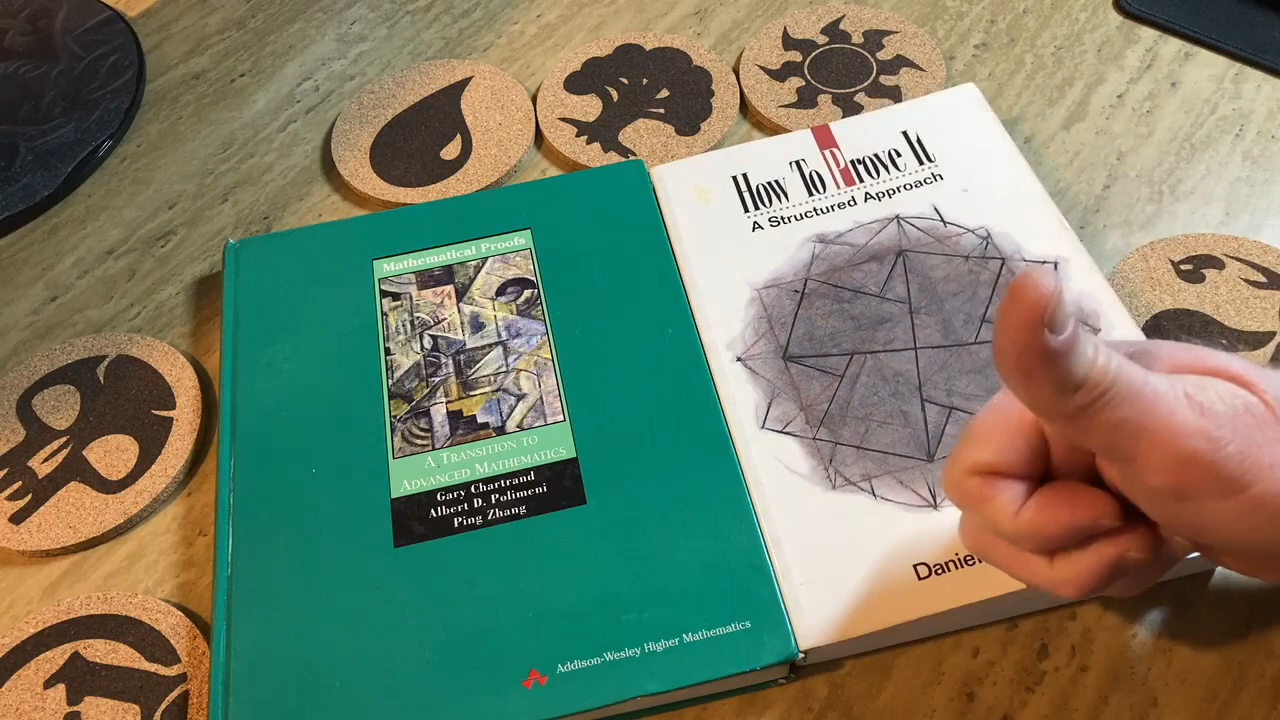 Mathematical Proofs
A Transition to
Advanced Mathematics
Gary Chartrand
Albert D. Polimeni
Ping Zhang
Addison-Wesley Higher Mathematics
How To Prove It
A Structured Approach